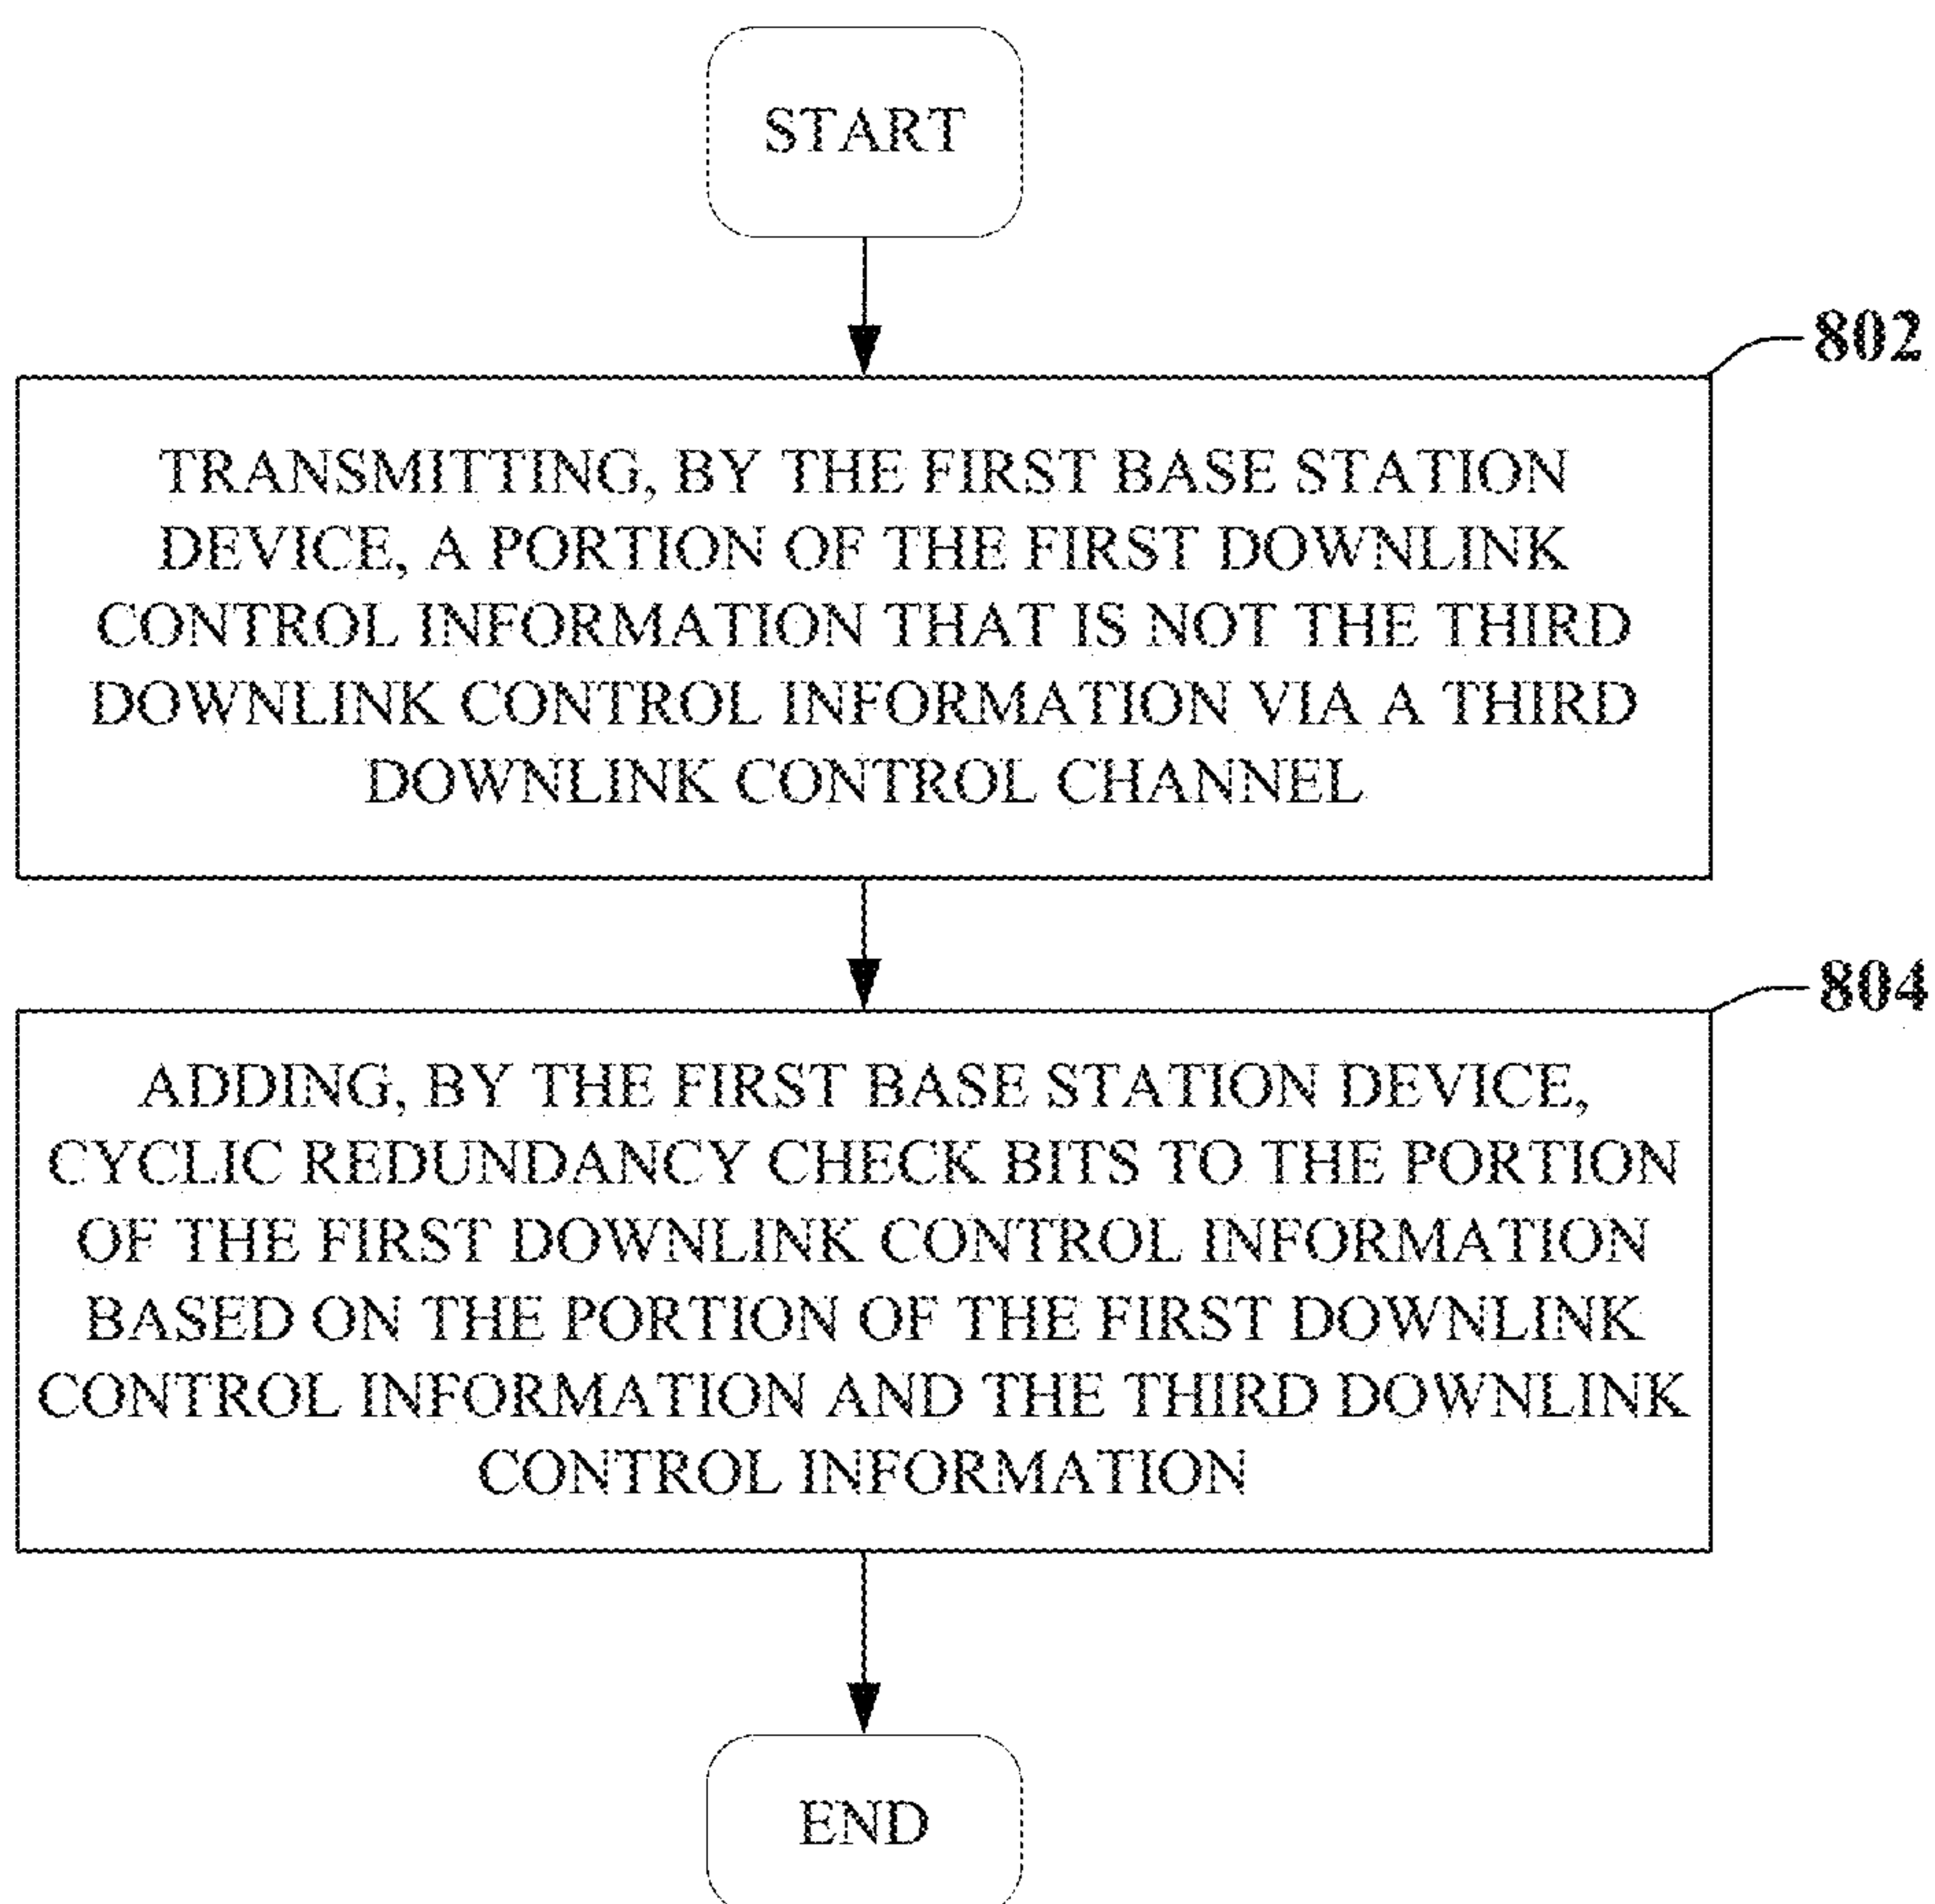 START
802
TRANSMITTING, BY THE FIRST BASE STATION
DEVICE, A PORTION OF THE FIRST DOWNLINK
CONTROL INFORMATION THAT IS NOT THE THIRD
DOWNLINK CONTROL INFORMATION VIA A THIRD
DOWNLINK CONTROL CHANNEL
804
ADDING, BY THE FIRST BASE STATION DEVICE,
CYCLIC REDUNDANCY CHECK BITS TO THE PORTION
OF THE FIRST DOWNLINK CONTROL INFORMATION
BASED ON THE PORTION OF THE FIRST DOWNLINK
CONTROL INFORMATION AND THE THIRD DOWNLINK
CONTROL INFORMATION
END